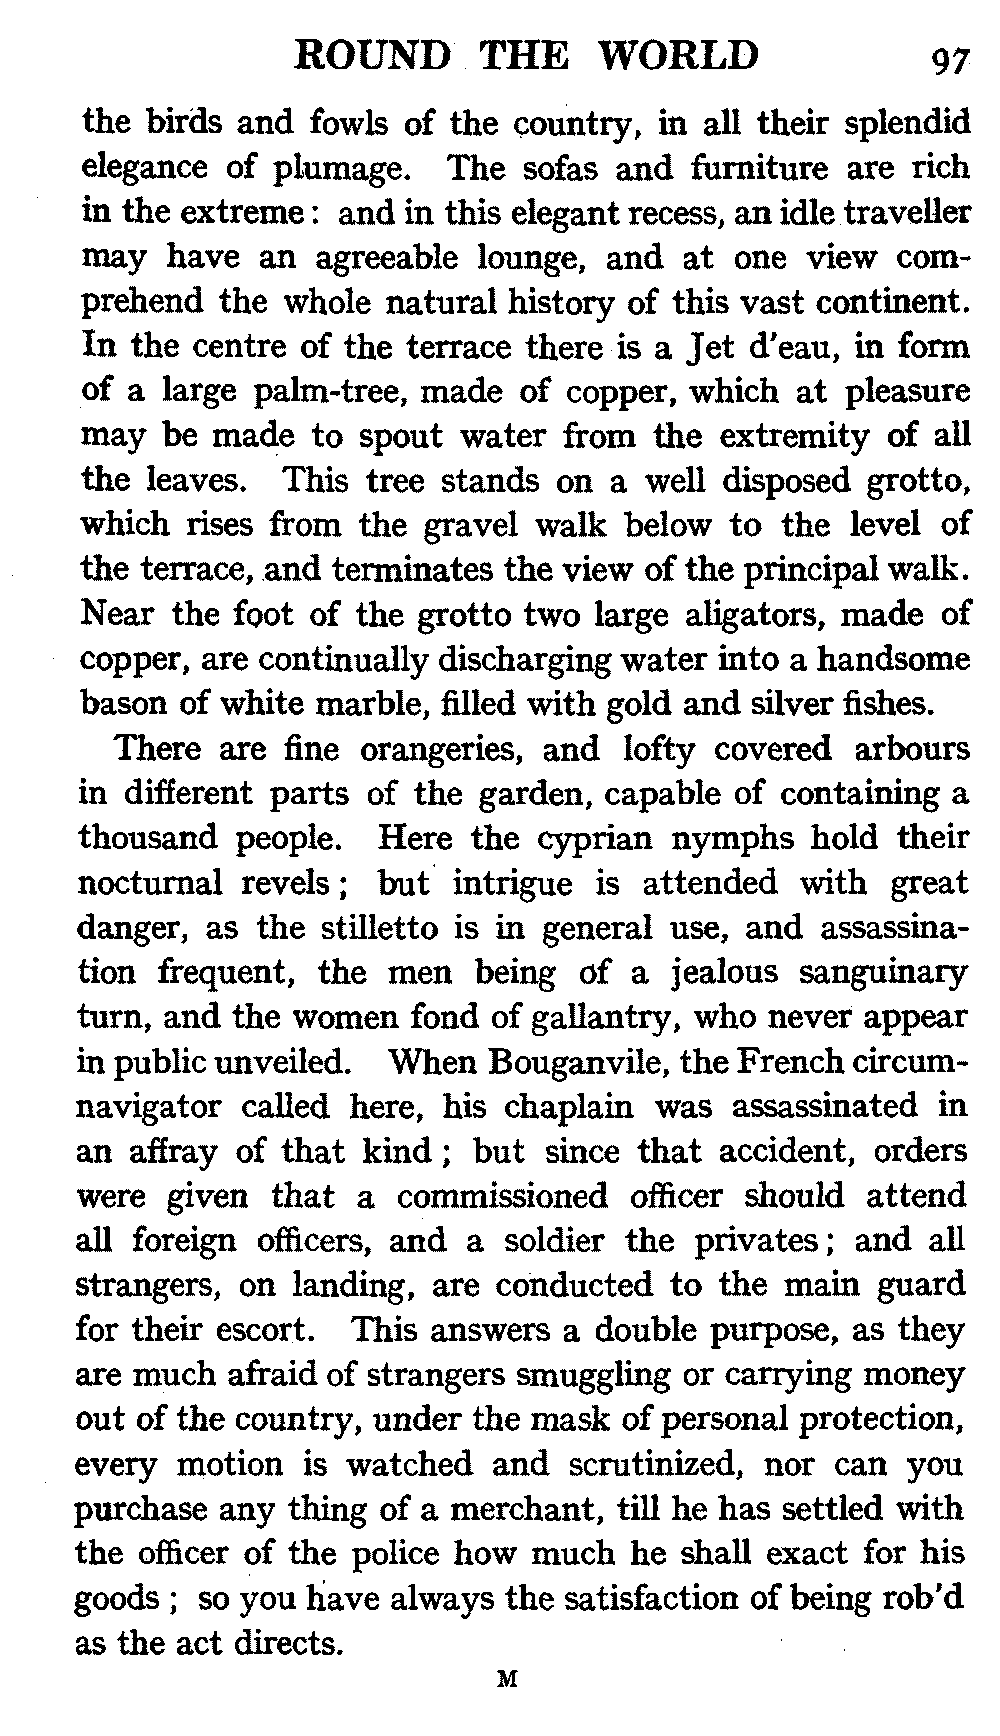 ROUND THE WORLD 97
the birds and fowls of the country, in all their splendid
elegance of plumage. The sofas and furniture are rich
in the extreme: and in this elegant recess, an idle traveller
may have an agreeable lounge, and at one view com-
prehend the whole natural history of this vast continent.
In the centre of the terrace there is a Jet d'eau, in form
of a large palm-tree, made of copper, which at pleasure
may be made to spout water from the extremity of all
the leaves. This tree stands on a well disposed grotto,
which rises from the gravel walk below to the level of
the terrace, and terminates the view of the principal walk.
Near the foot of the grotto two large aligators, made of
copper, are continually discharging water into a handsome
bason of white marble, filled with gold and silver fishes.
There are fine orangeries, and lofty covered arbours
in different parts of the garden, capable of containing a
thousand people. Here the cyprian nymphs hold their
nocturnal revels; but intrigue is attended with great
danger, as the stilletto is in general use, and assassina-
tion frequent, the men being of a jealous sanguinary
turn, and the women fond of gallantry, who never appear
in public unveiled. When Bouganvile, the French circum-
navigator called here, his chaplain was assassinated in
an affray of that kind; but since that accident, orders
were given that a commissioned officer should attend
all foreign officers, and a soldier the privates; and all
strangers, on landing, are conducted to the main guard
for their escort. This answers a double purpose, as they
are much afraid of strangers smuggling or carrying money
out of the country, under the mask of personal protection,
every motion is watched and scrutinized, nor can you
purchase any thing of a merchant, till he has settled with
the officer of the police how much he shall exact for his
goods; so you have always the satisfaction of being rob'd
as the act directs.
M